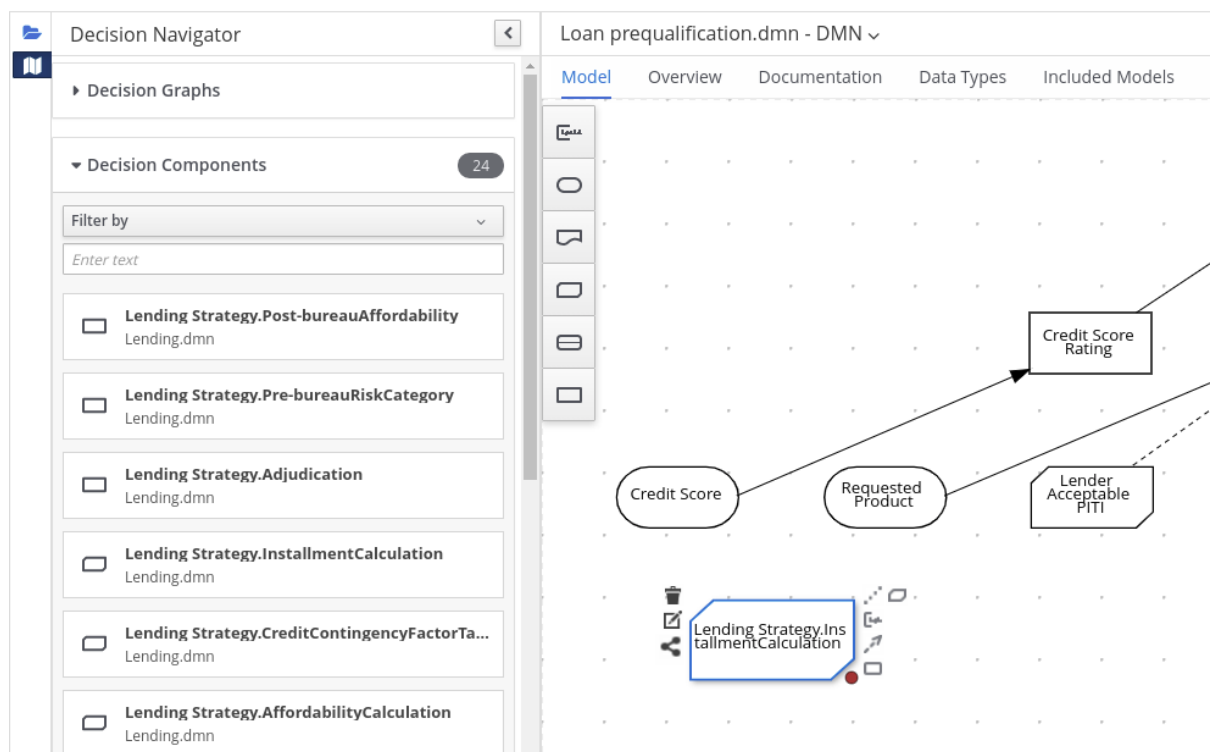 Decision Navigator
Decision Graphs
Decision Components
24
Filter by
Enter text
Lending Strategy.Post-bureauAffordability
Lending.dmn
Lending Strategy.Pre-bureauRiskCategory
Lending.dmn
Lending Strategy.Adjudication
Lending.dmn
Lending Strategy.InstallmentCalculation
Lending.dmn
Lending Strategy.CreditContingencyFactorTa...
Lending.dmn
Lending Strategy.AffordabilityCalculation
Lending.dmn
Loan prequalification.dmn - DMN
Model Overview Documentation Data Types Included Models
Credit Score
Rating
Credit Score
Requested
Product
Lender
Acceptable
PITI
Lending Strategy.Ins
tallmentCalculation